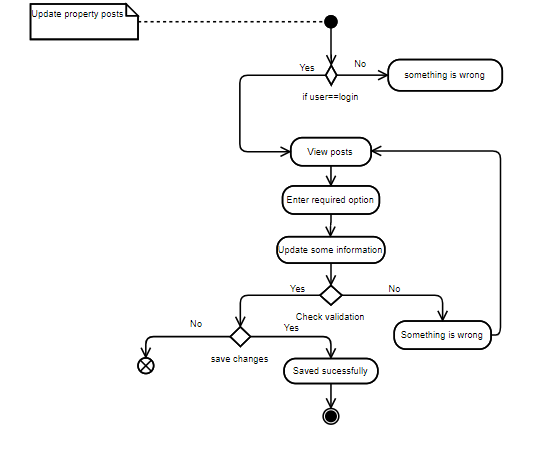 Update property posts
Yes
No
something is wrong
if user==login
View posts
Enter required option
Update some information
Yes
No
Check validation
No
Yes
Something is wrong
save changes
Saved sucessfully